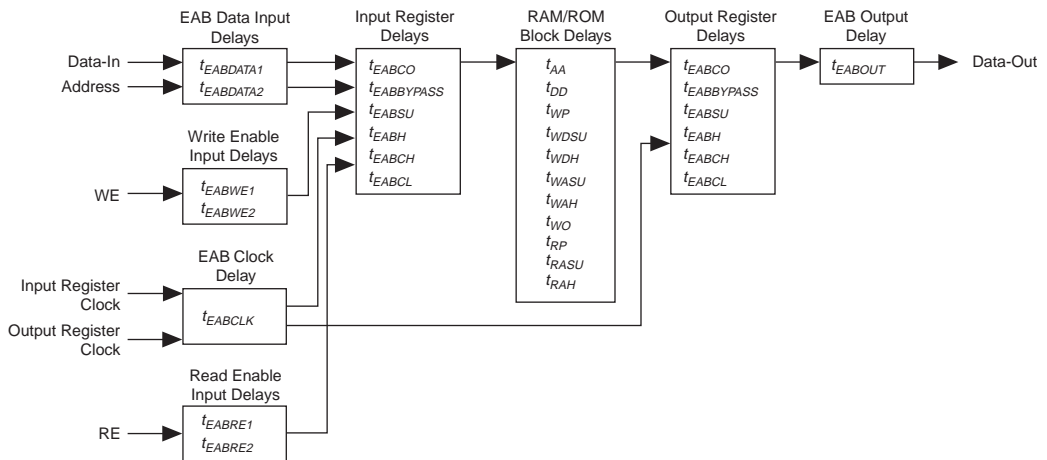 EAB Data Input
Delays
Data-In
Address
tEABDATA1
tEABDATA2
Write Enable
Input Delays
WE
tEABWE1
tEABWE2
EAB Clock
Delay
Input Register
Clock
Output Register
Clock
tEABCLK
Read Enable
Input Delays
RE
tEABRE1
tEABRE2
Input Register
Delays
tEABCO
tEABBYPASS
tEABSU
tEABH
tEABCH
tEABCL
RAM/ROM
Block Delays
tAA
tDD
tWP
tWDSU
tWDH
tWASU
tWAH
tWO
tRP
tRASU
tRAH
Output Register
Delays
tEABCO
tEABBYPASS
tEABSU
tEABH
tEABCH
tEABCL
EAB Output
Delay
tEABOUT
Data-Out